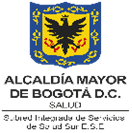 ALCALDÍA MAYOR
DE BOGOTÁ D.C.
SALUD
Subred Integrada de Servicios
de Salud Sur E.S.E